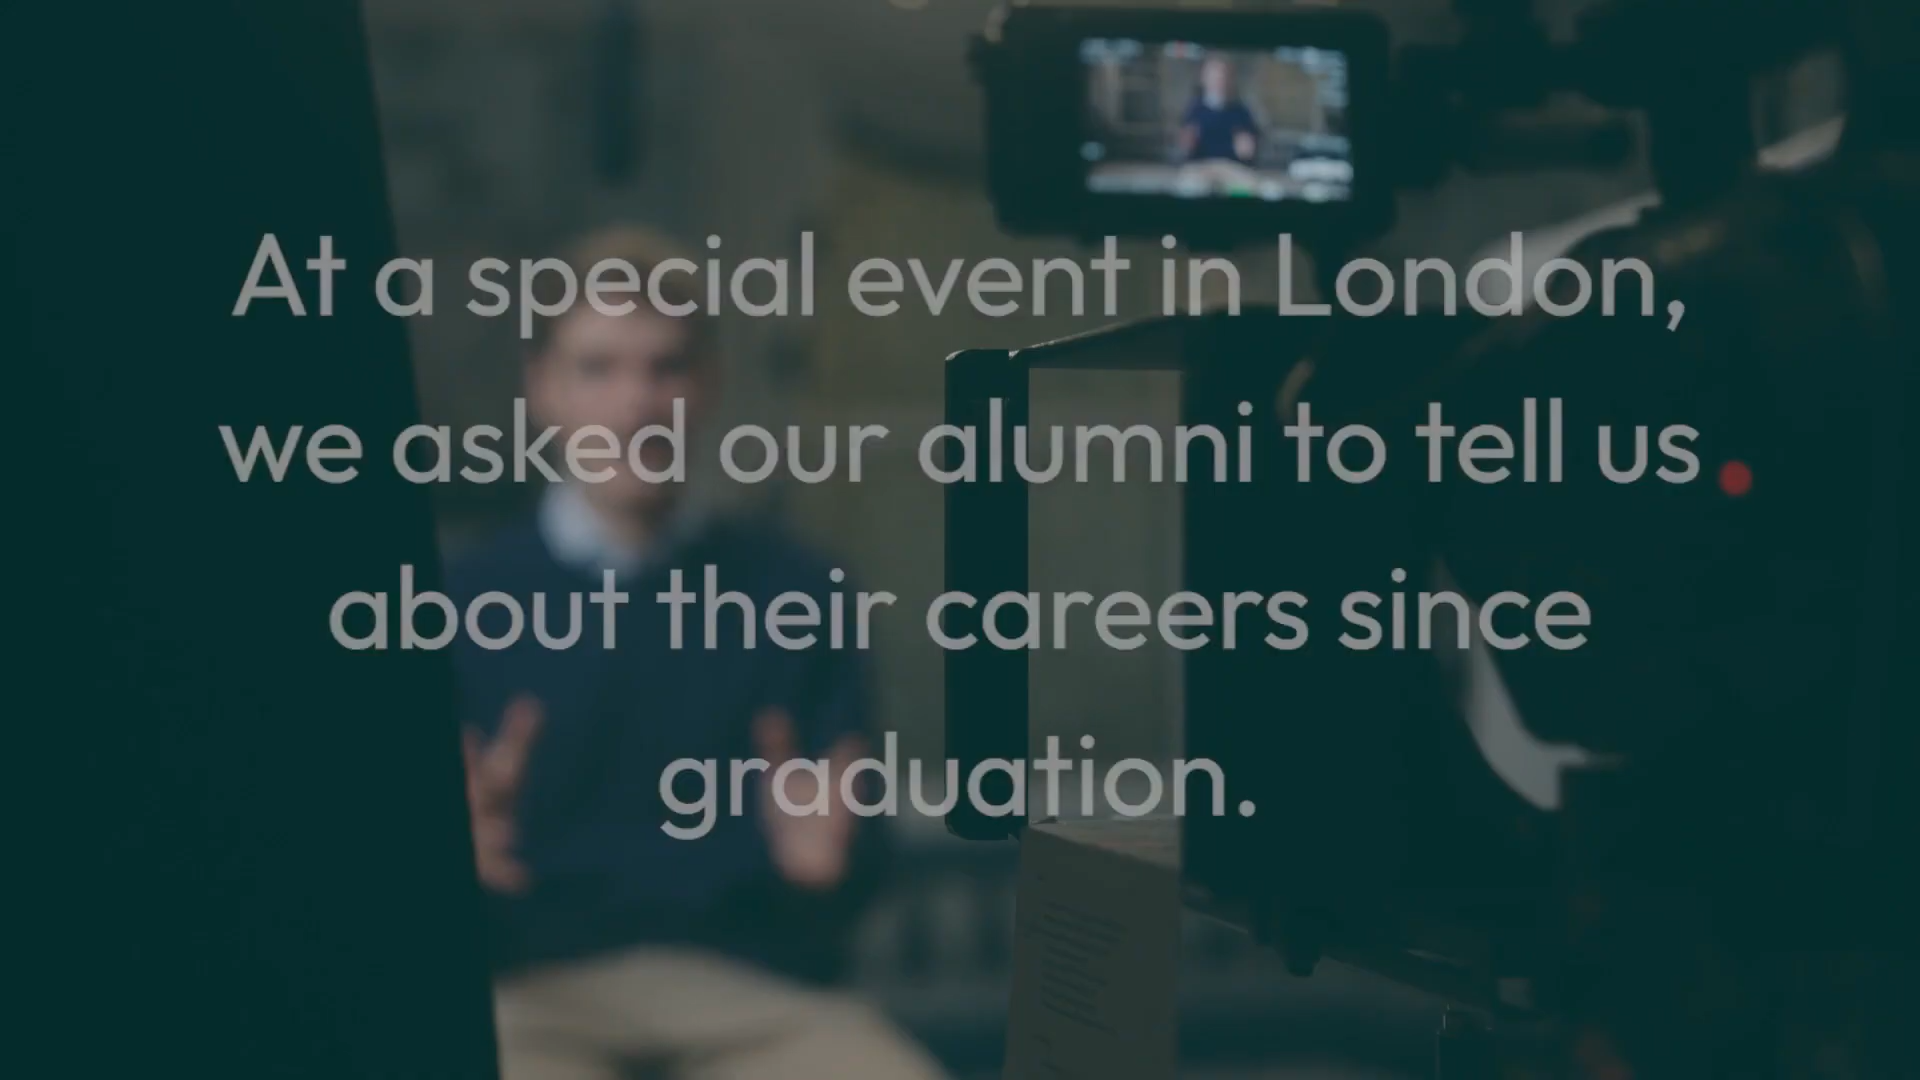 At a special event in London,
we asked our alumni to tell us
about their careers since
graduation.